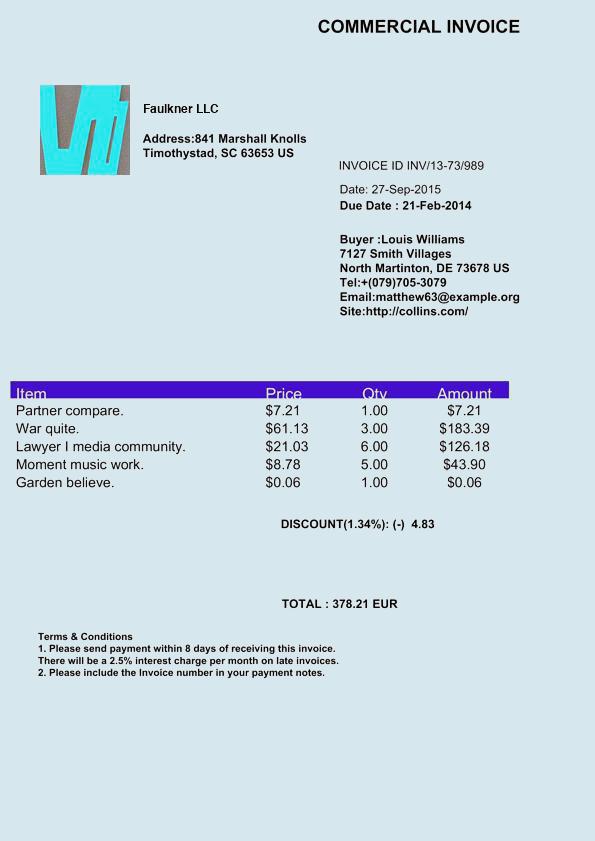 COMMERCIAL INVOICE
Faulkner LLC
Address:841 Marshall Knolls
Timothystad, SC 63653 US
INVOICE ID INV/13-73/989
Date: 27-Sep-2015
Due Date : 21-Feb-2014
Buyer :Louis Williams
7127 Smith Villages
North Martinton, DE 73678 US
Tel:+(079)705-3079
Email:matthew63@example.org
Site:http://collins.com/
Item Price Qty Amount
Partner compare. $7.21 1.00 $7.21
War quite. $61.13 3.00 $183.39
Lawyer I media community. $21.03 6.00 $126.18
Moment music work. $8.78 5.00 $43.90
Garden believe. $0.06 1.00 $0.06
DISCOUNT(1.34%): (-) 4.83
TOTAL : 378.21 EUR
Terms & Conditions
1. Please send payment within 8 days of receiving this invoice.
There will be a 2.5% interest charge per month on late invoices.
2. Please include the Invoice number in your payment notes.